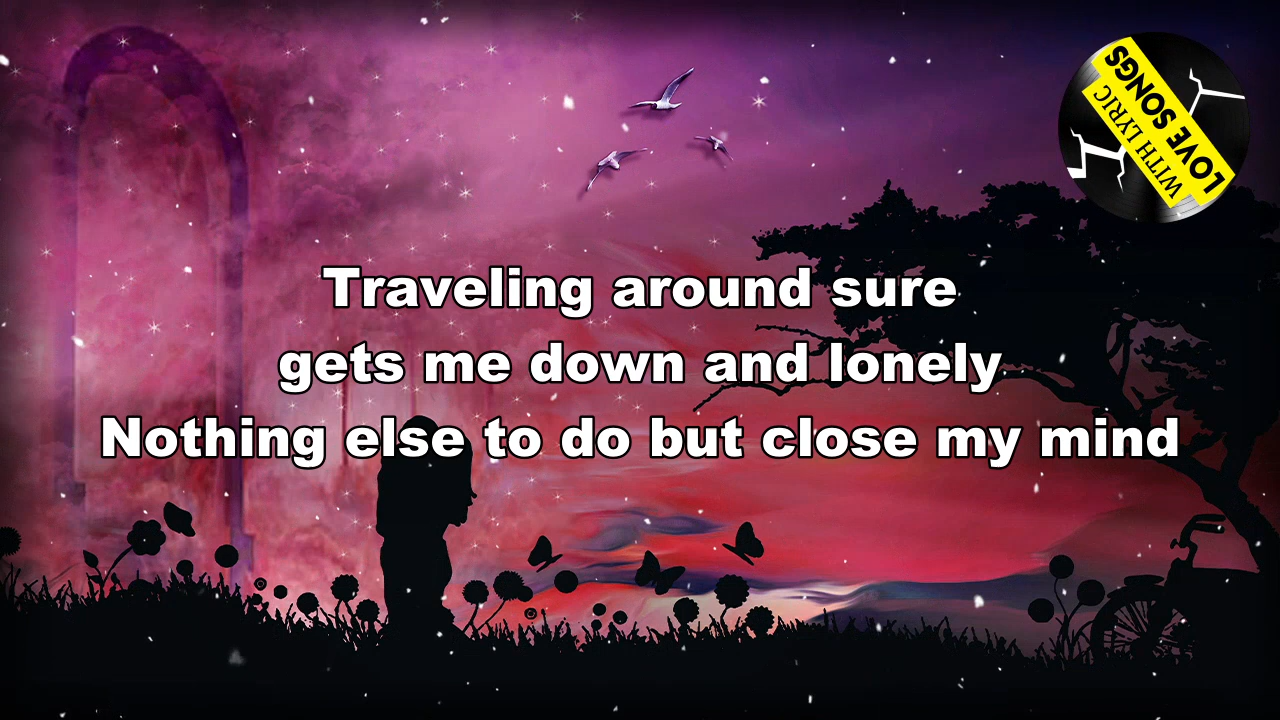 WITH LYRIC
LOVE SONGS
Traveling around sure
gets me down and lonely
Nothing else to do but close my mind